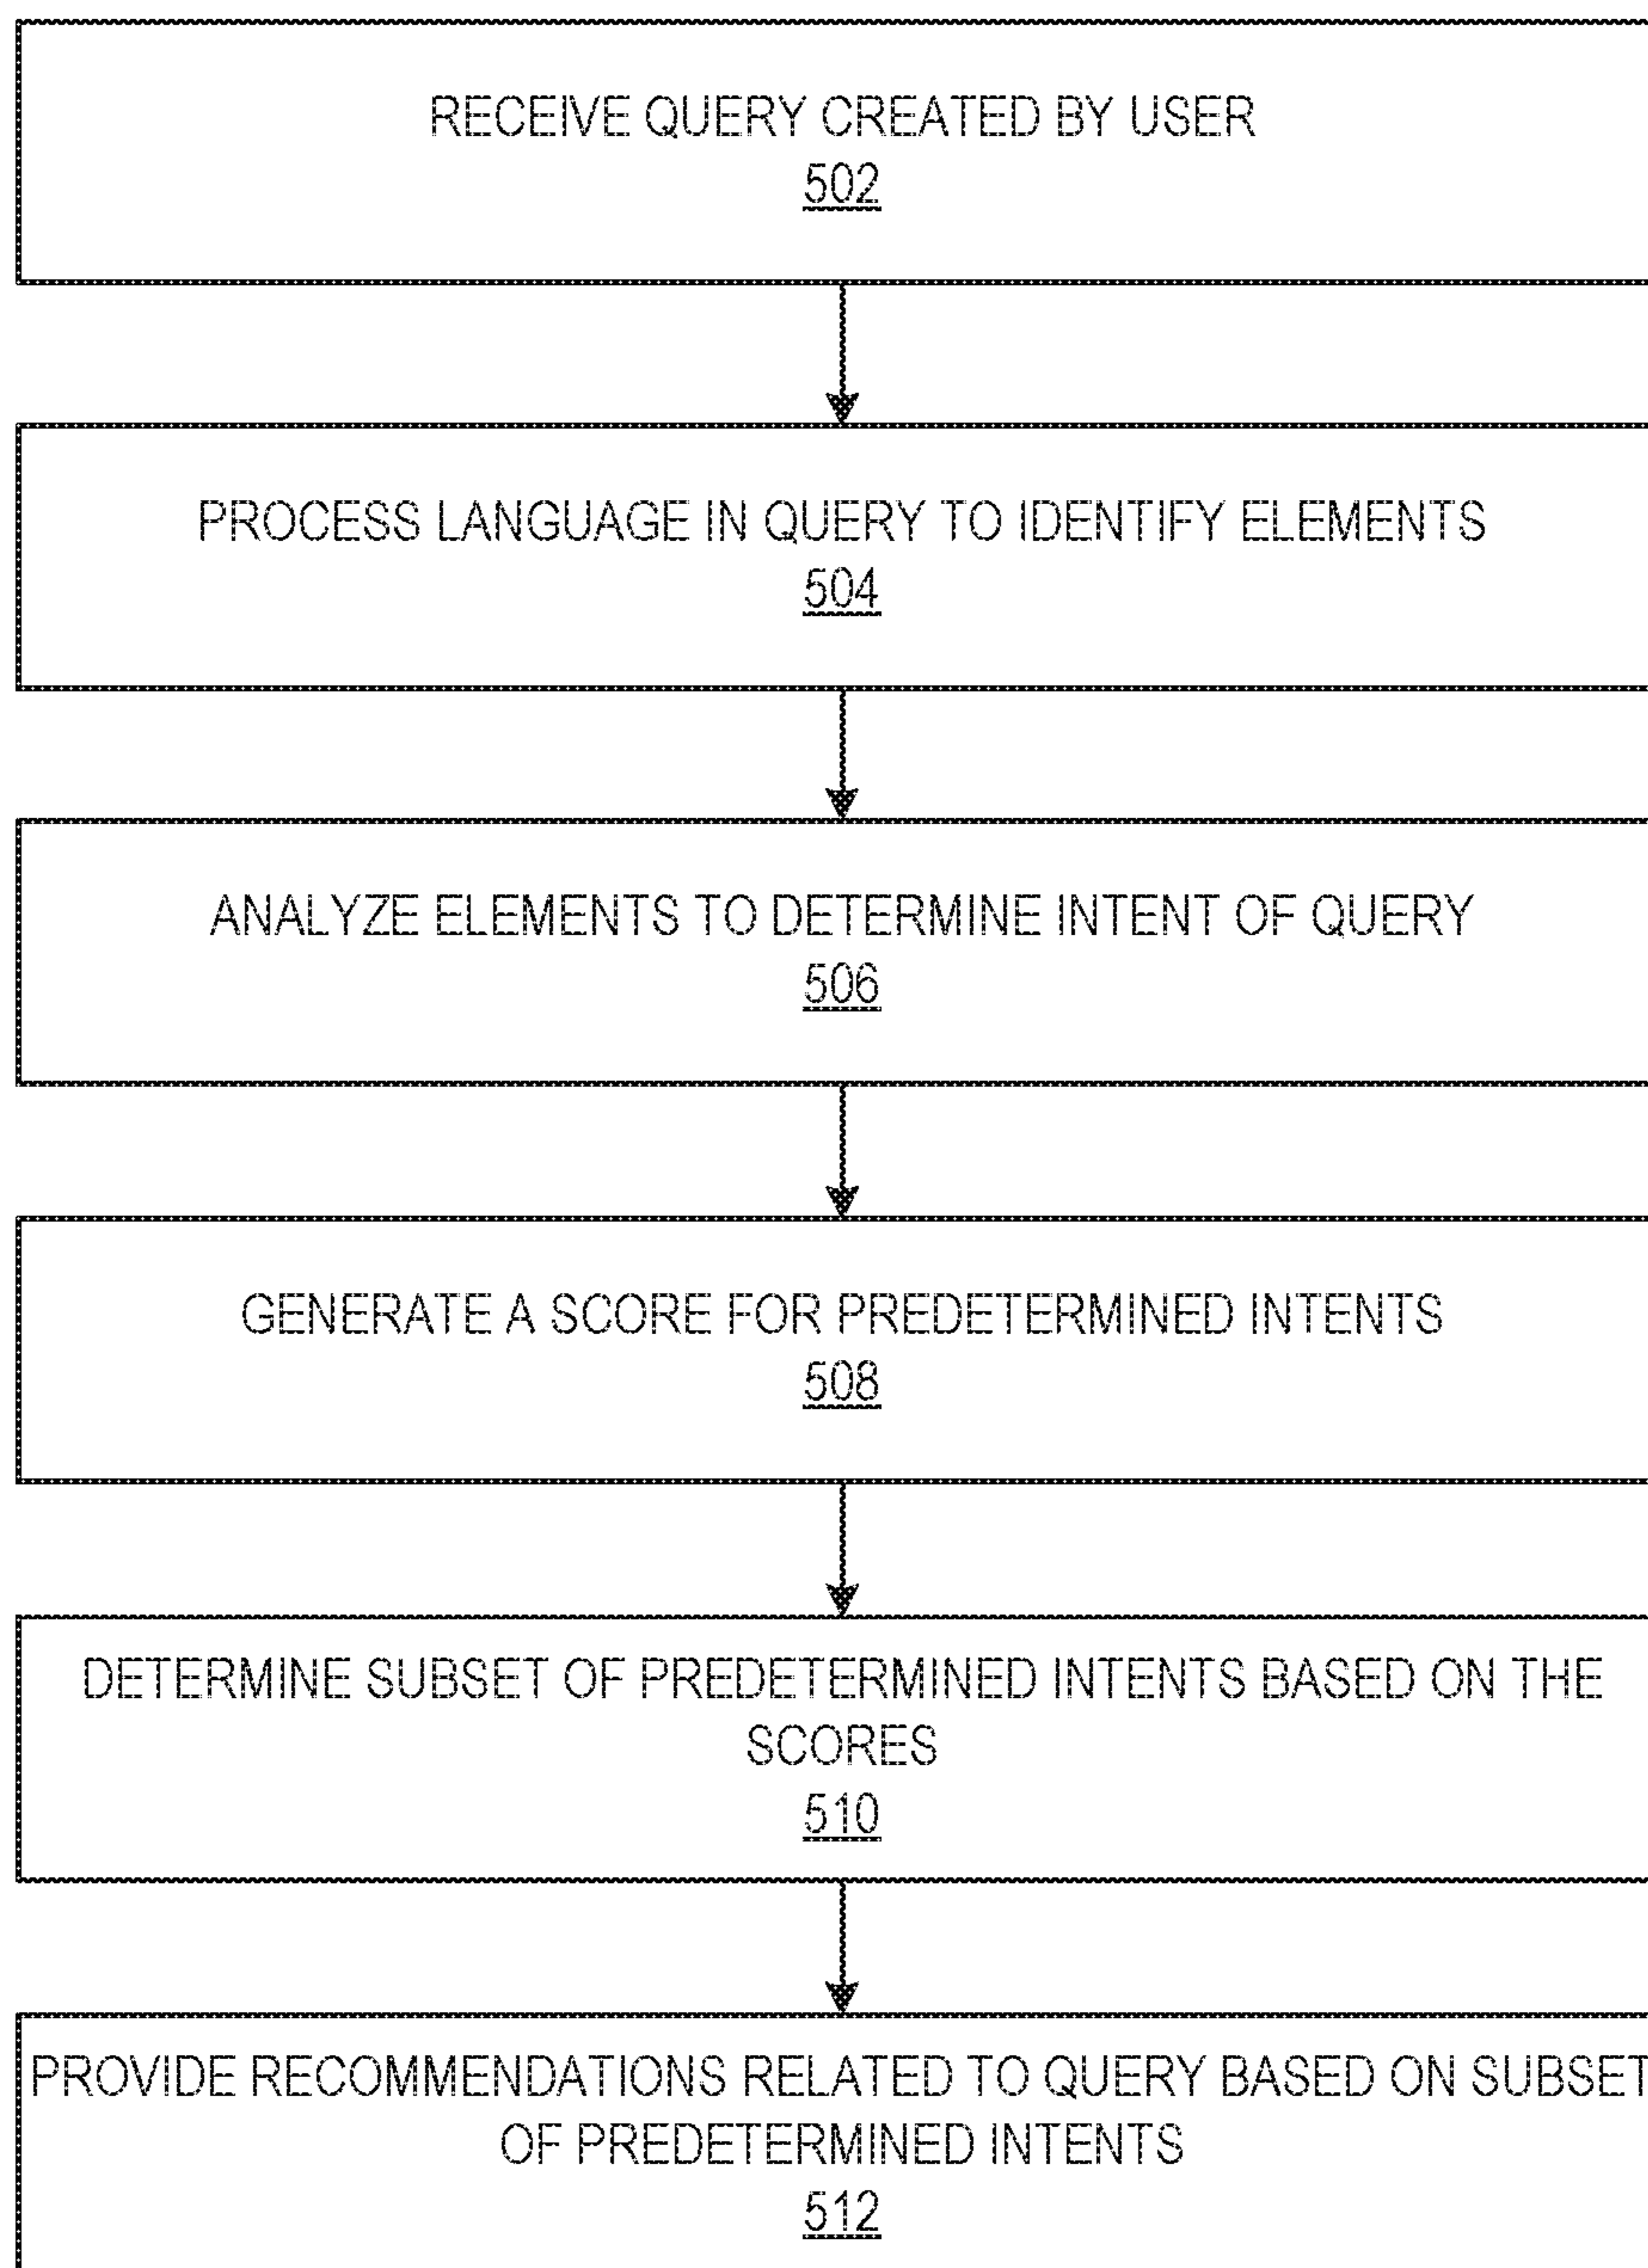 RECEIVE QUERY CREATED BY USER
502
PROCESS LANGUAGE IN QUERY TO IDENTIFY ELEMENTS
504
ANALYZE ELEMENTS TO DETERMINE INTENT OF QUERY
506
GENERATE A SCORE FOR PREDETERMINED INTENTS
508
DETERMINE SUBSET OF PREDETERMINED INTENTS BASED ON THE
SCORES
510
PROVIDE RECOMMENDATIONS RELATED TO QUERY BASED ON SUBSET
OF PREDETERMINED INTENTS
512